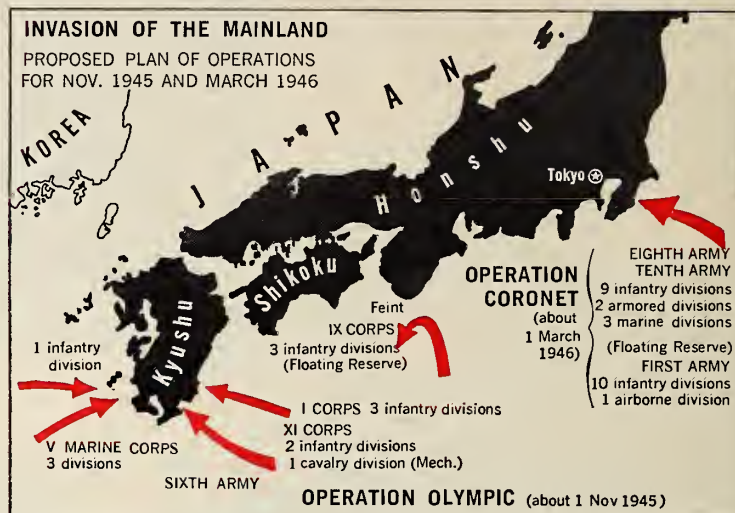 INVASION OF THE MAINLAND
PROPOSED PLAN OF OPERATIONS
FOR NOV. 1945 AND MARCH 1946
KOREA
JAPAN
Honshu
Tokyo
Shikoku
Kyushu
EIGHTH ARMY
TENTH ARMY
9 infantry divisions
2 armored divisions
3 marine divisions
(Floating Reserve)
FIRST ARMY
10 infantry divisions
1 airborne division
OPERATION
CORONET
(about
1 March
1946)
Feint
IX CORPS
3 infantry divisions
(Floating Reserve)
1 infantry
division
I CORPS 3 infantry divisions
XI CORPS
2 infantry divisions
1 cavalry division (Mech.)
V MARINE CORPS
3 divisions
SIXTH ARMY
OPERATION OLYMPIC (about 1 Nov 1945)